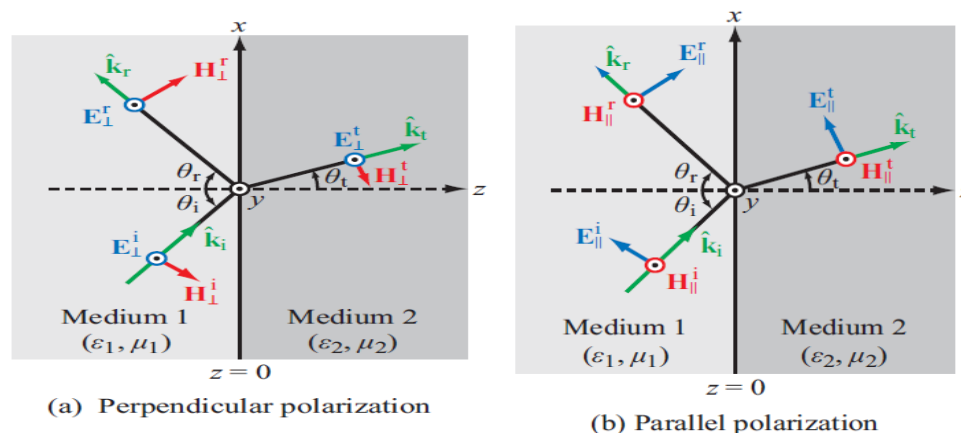 x
k̂r
H⊥^r
E⊥^r
E⊥^t
k̂t
θr
θt
H⊥^t
z
θi
y
E⊥^i
k̂i
H⊥^i
Medium 1
(ε1, μ1)
Medium 2
(ε2, μ2)
z = 0
(a) Perpendicular polarization
x
k̂r
E||^r
H||^r
E||^t
k̂t
θr
θt
H||^t
θi
y
E||^i
k̂i
H||^i
Medium 1
(ε1, μ1)
Medium 2
(ε2, μ2)
z = 0
(b) Parallel polarization